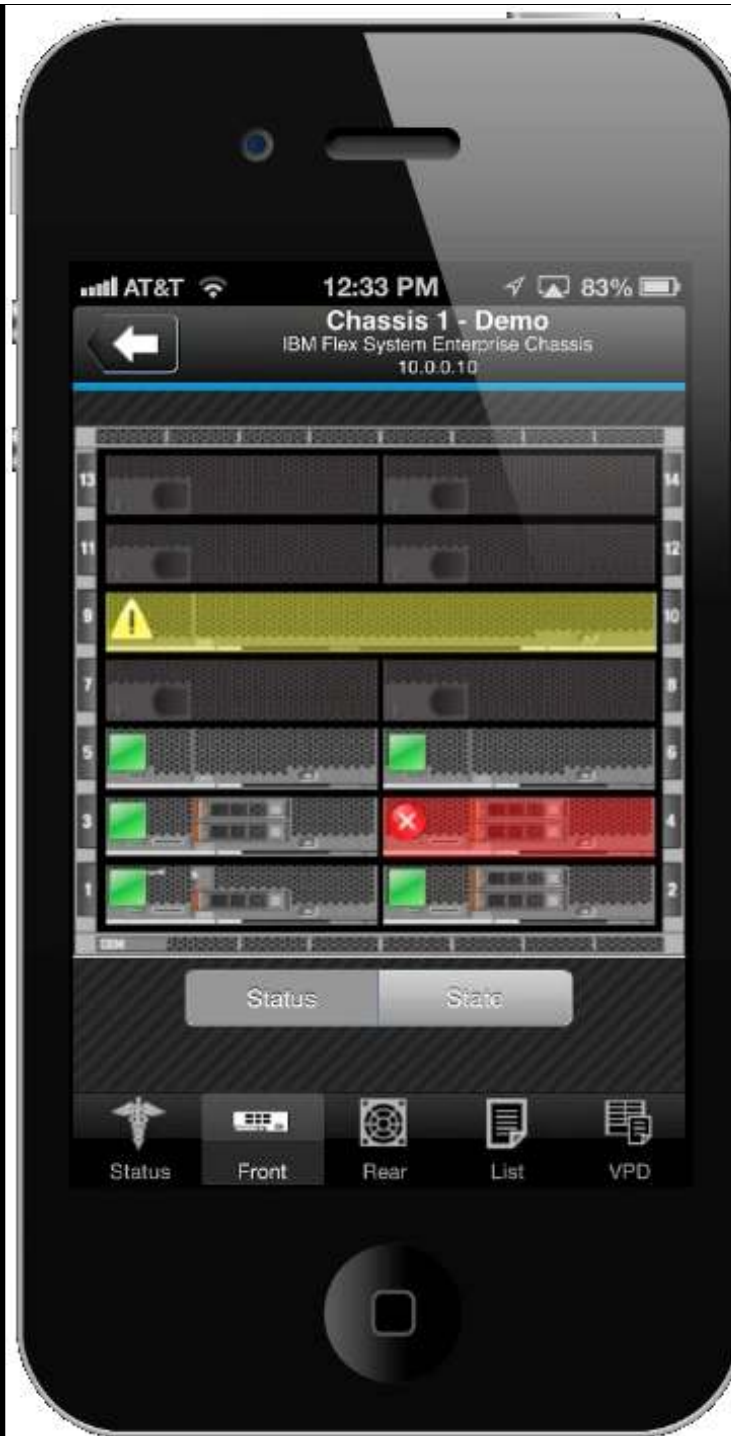 AT&T 12:33 PM 83%
Chassis 1 - Demo
IBM Flex System Enterprise Chassis
10.0.0.10
13 14
11 12
9 10
7 8
5 6
3 4
1 2
IBM
Status State
Status Front Rear List VPD